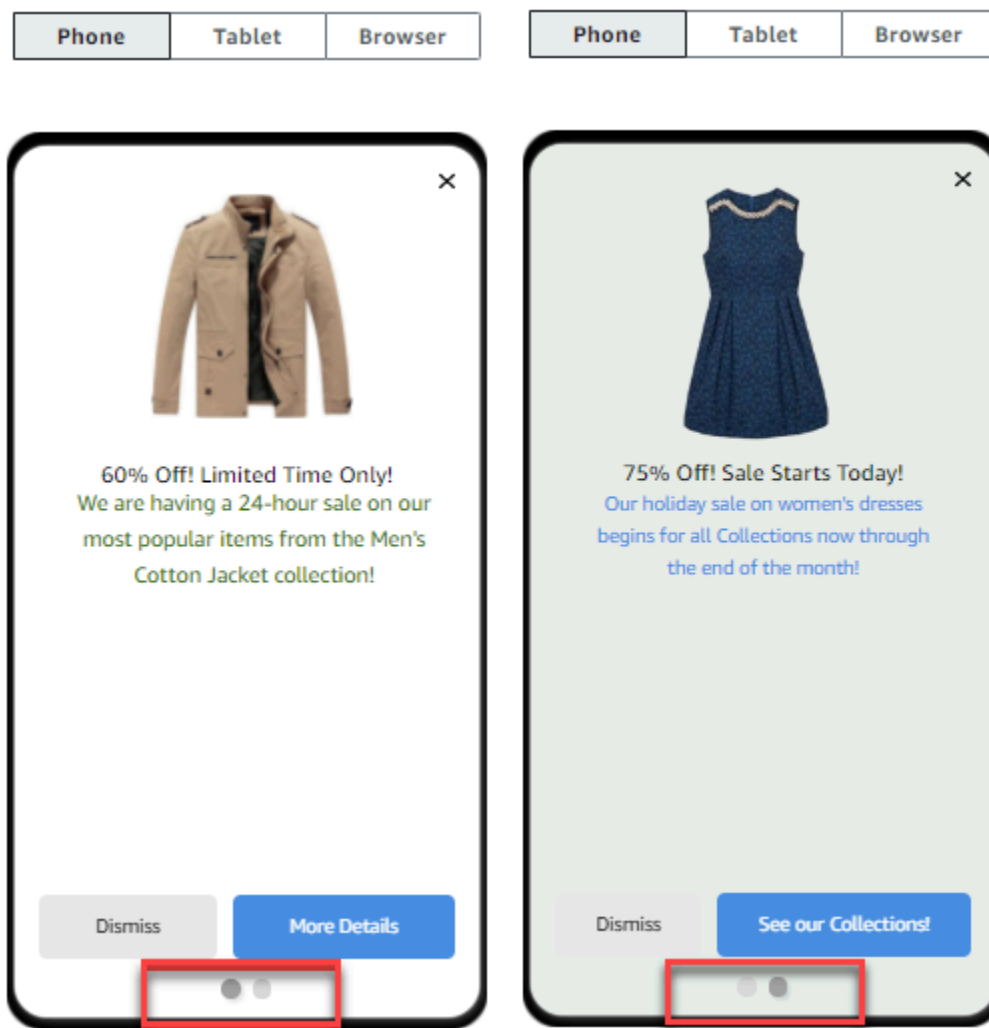 Phone Tablet Browser
×
60% Off! Limited Time Only!
We are having a 24-hour sale on our
most popular items from the Men's
Cotton Jacket collection!
Dismiss More Details
Phone Tablet Browser
×
75% Off! Sale Starts Today!
Our holiday sale on women's dresses
begins for all Collections now through
the end of the month!
Dismiss See our Collections!